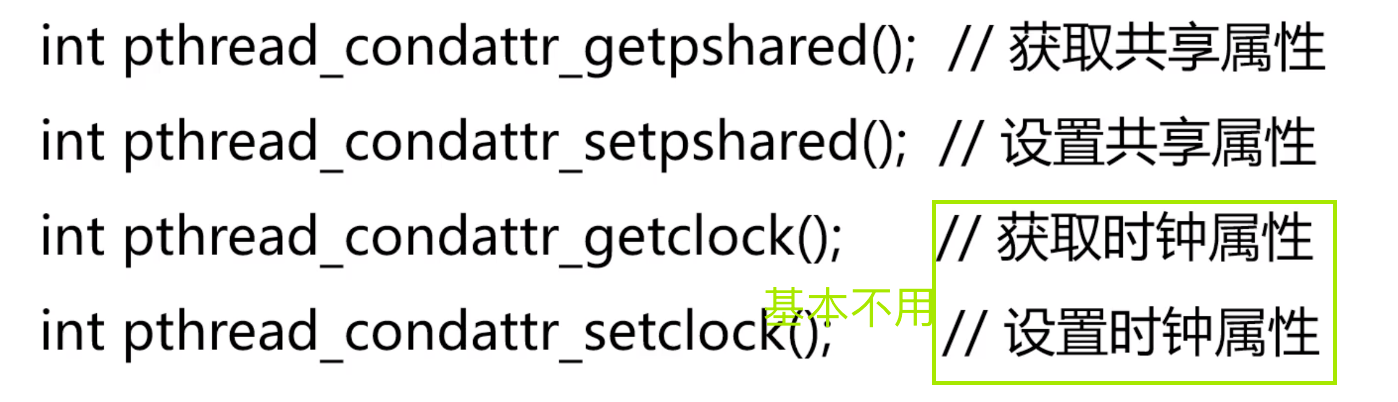 int pthread_condattr_getpshared();  // 获取共享属性
int pthread_condattr_setpshared();  // 设置共享属性
int pthread_condattr_getclock();  // 获取时钟属性
基本不用
int pthread_condattr_setclock();  // 设置时钟属性